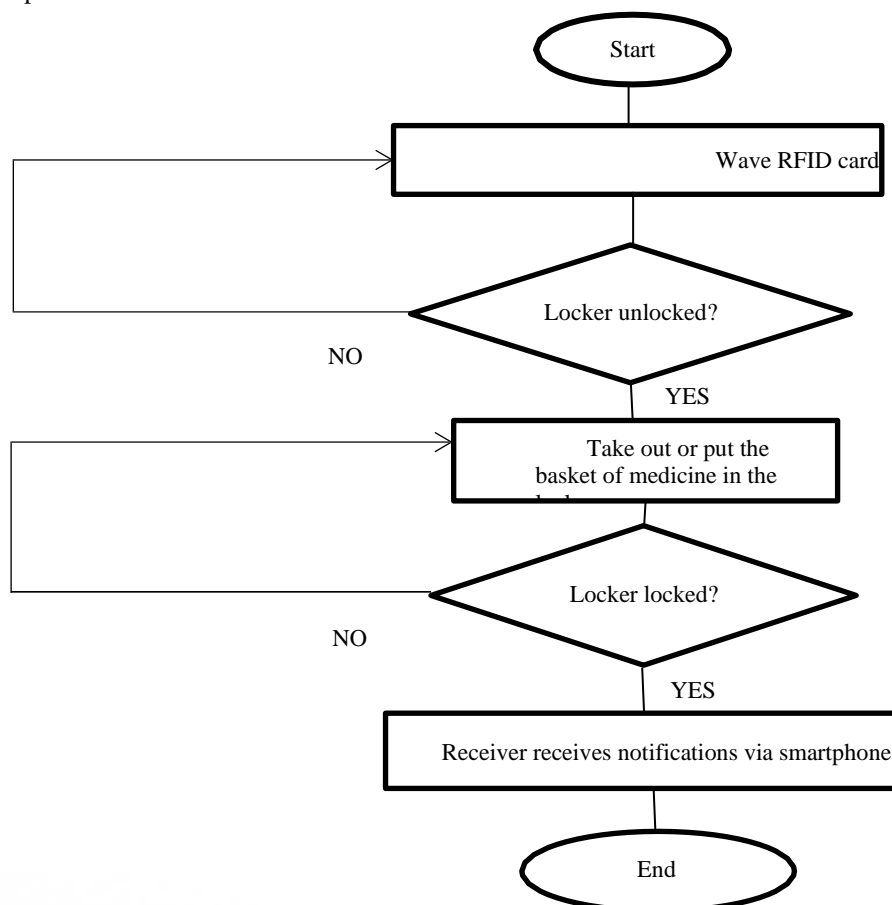 Start
Wave RFID card
Locker unlocked?
NO
YES
Take out or put the
basket of medicine in the
Locker locked?
NO
YES
Receiver receives notifications via smartphone
End